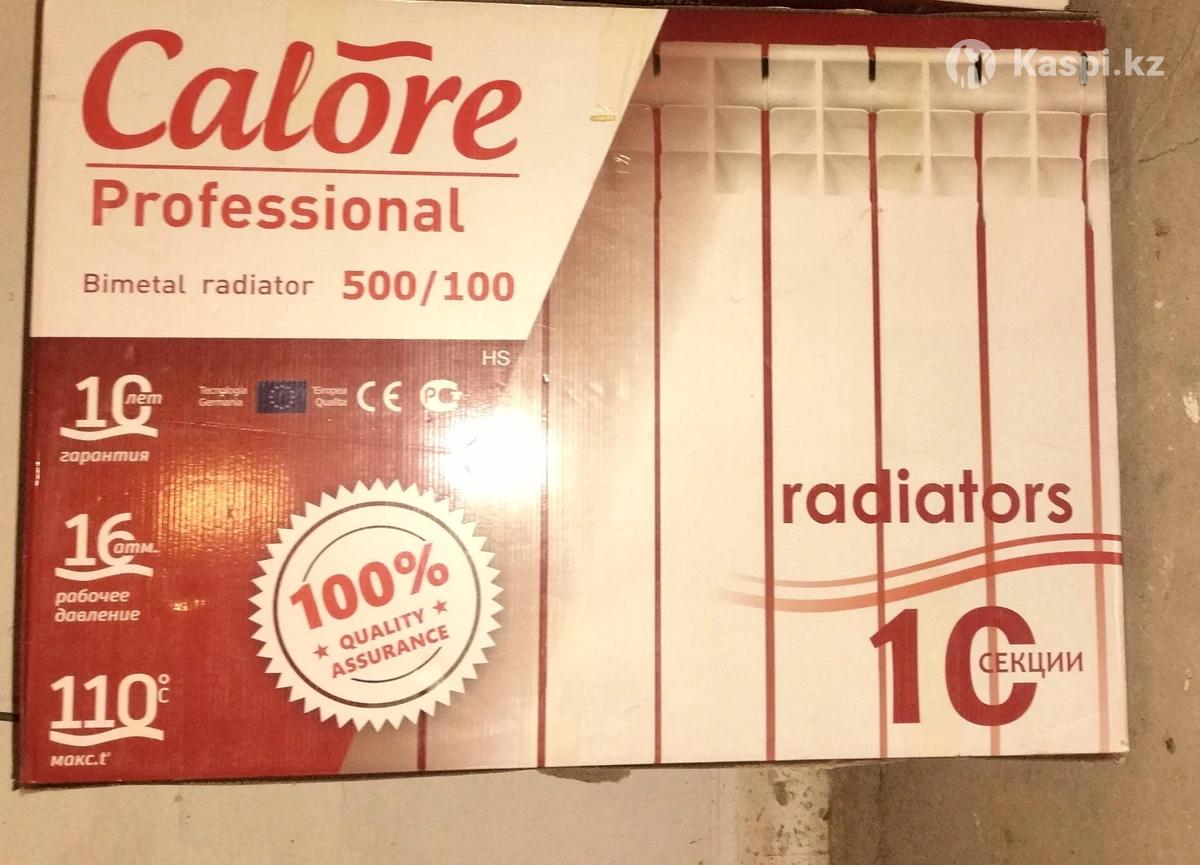 Calore
Professional
Bimetal radiator 500/100
HS
10 лет
гарантия
Tecnologia
Germania
Europea
Qualita
CE
РСТ
16 атм.
рабочее
давление
110°C
макс.t°
100%
QUALITY
ASSURANCE
radiators
10
СЕКЦИИ
Kaspi.kz